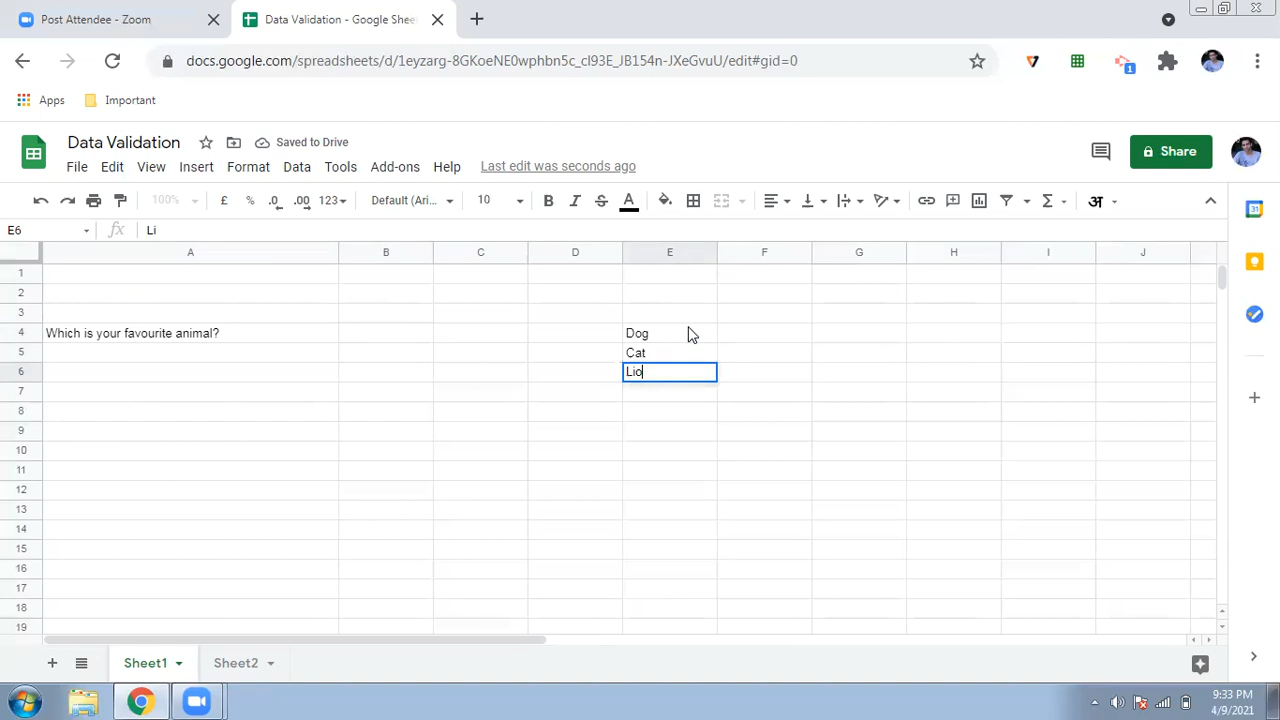 Post Attendee - Zoom
Data Validation - Google Shee
docs.google.com/spreadsheets/d/1eyzarg-8GKoeNE0wphbn5c_cl93E_JB154n-JXeGvuU/edit#gid=0
1
Apps
Important
Data Validation
Saved to Drive
Share
File Edit View Insert Format Data Tools Add-ons Help Last edit was seconds ago
100% £ % .0 .00 123 Default (Ari... 10 B I S A Σ अ
31
E6 fx Li
A B C D E F G H I J
1
2
3
4 Which is your favourite animal? Dog
5 Cat
6 Lio
7
8
9
10
11
12
13
14
15
16
17
18
19
Sheet1 Sheet2
9:33 PM
4/9/2021